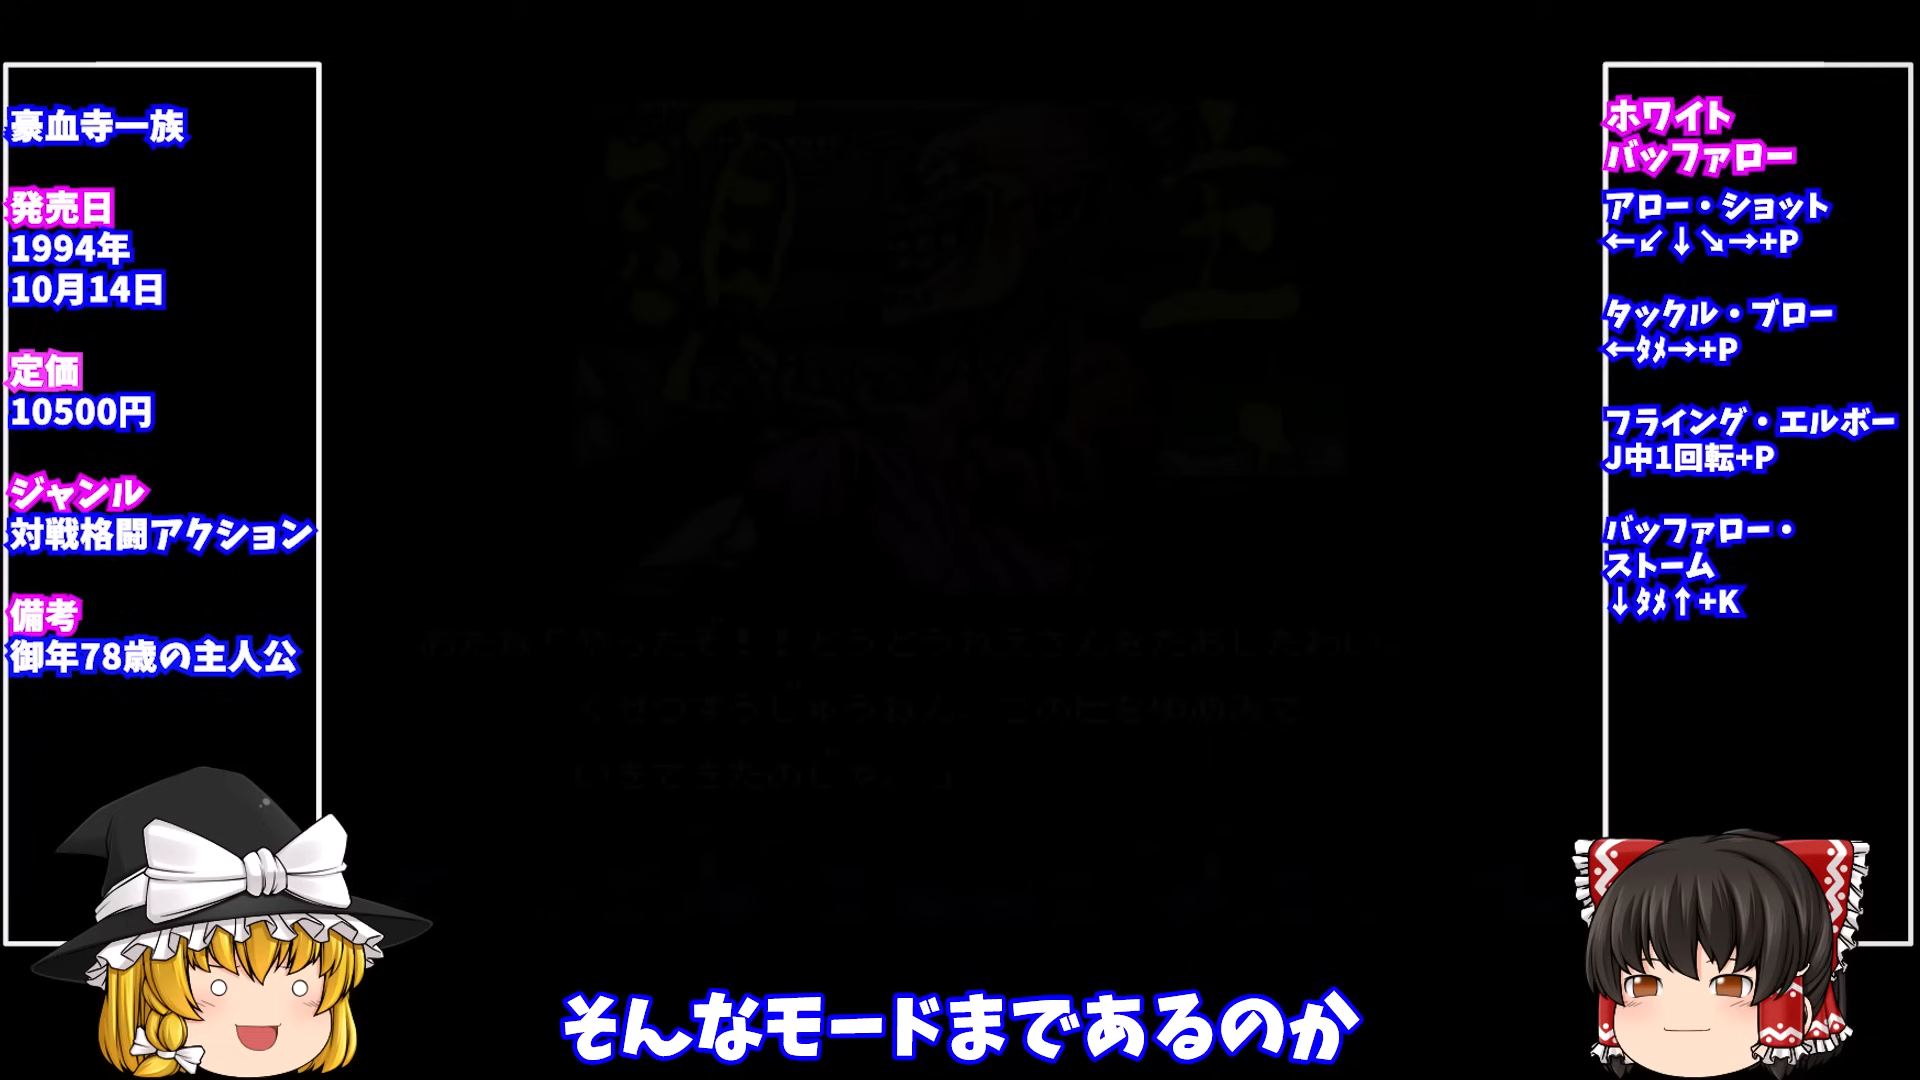 豪血寺一族
発売日
1994年
10月14日
定価
10500円
ジャンル
対戦格闘アクション
備考
御年78歳の主人公
ホワイト
バッファロー
アロー・ショット
←↙↓↘→+P
タックル・ブロー
←ﾀﾒ→+P
フライング・エルボー
J中1回転+P
バッファロー・
ストーム
↓ﾀﾒ↑+K
そんなモードまであるのか